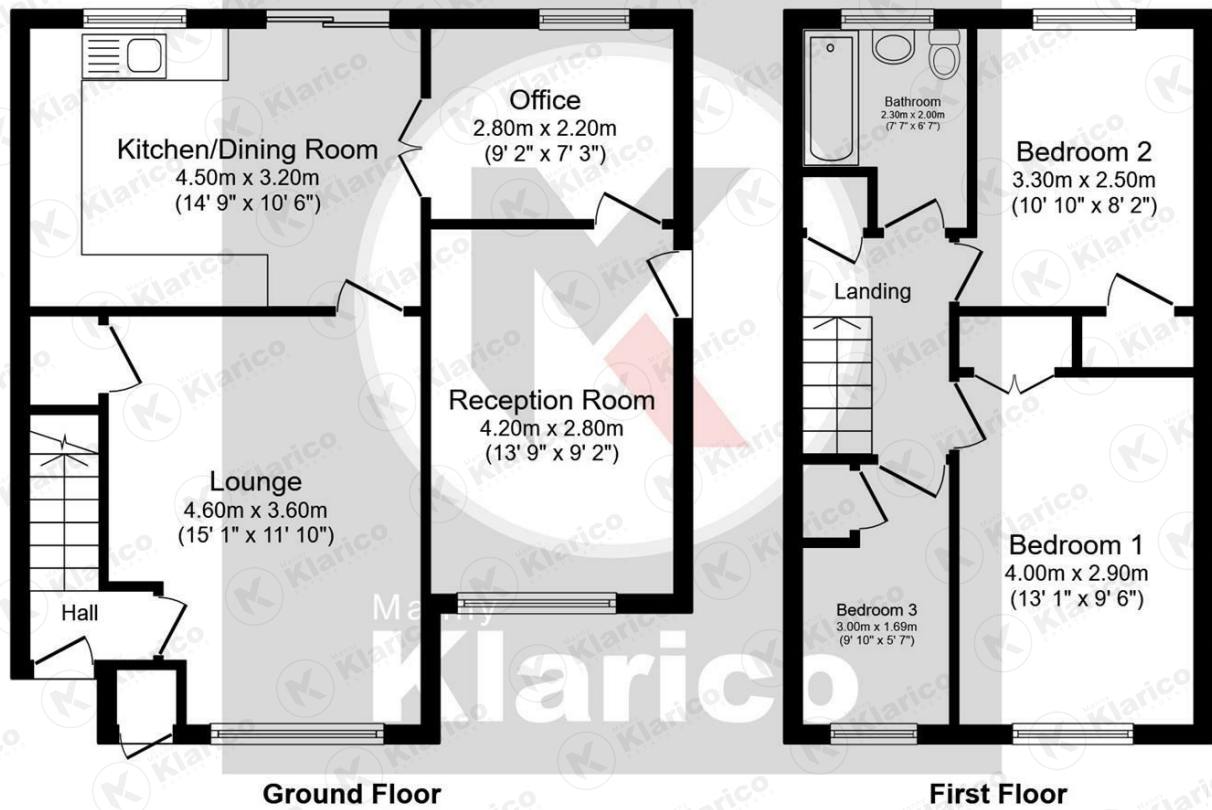 Kitchen/Dining Room
4.50m x 3.20m
(14' 9" x 10' 6")
Office
2.80m x 2.20m
(9' 2" x 7' 3")
Reception Room
4.20m x 2.80m
(13' 9" x 9' 2")
Lounge
4.60m x 3.60m
(15' 1" x 11' 10")
Hall
Klarico
Ground Floor
Bathroom
2.30m x 2.00m
(7' 7" x 6' 7")
Bedroom 2
3.30m x 2.50m
(10' 10" x 8' 2")
Landing
Bedroom 1
4.00m x 2.90m
(13' 1" x 9' 6")
Bedroom 3
3.00m x 1.69m
(9' 10" x 5' 7")
First Floor